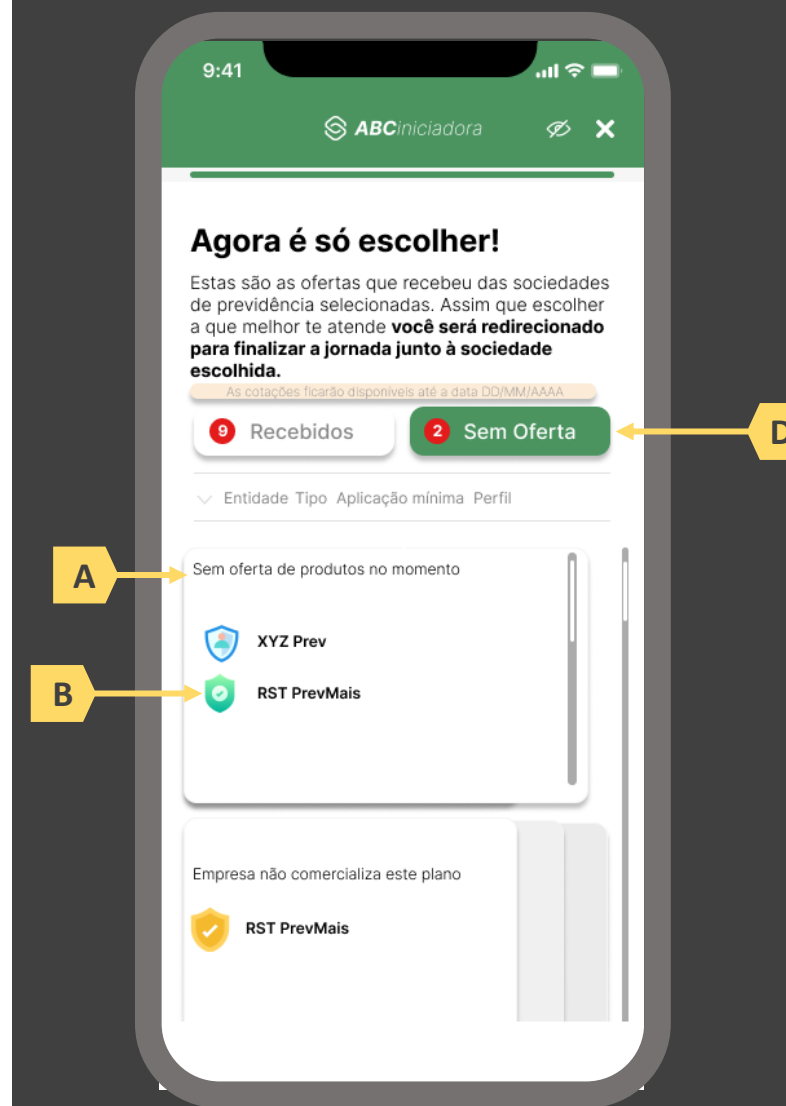 9:41
ABCiniciadora
Agora é só escolher!
Estas são as ofertas que recebeu das sociedades
de previdência selecionadas. Assim que escolher
a que melhor te atende você será redirecionado
para finalizar a jornada junto à sociedade
escolhida.
As cotações ficarão disponíveis até a data DD/MM/AAAA
9 Recebidos 2 Sem Oferta
D
Entidade Tipo Aplicação mínima Perfil
A
Sem oferta de produtos no momento
XYZ Prev
B
RST PrevMais
Empresa não comercializa este plano
RST PrevMais